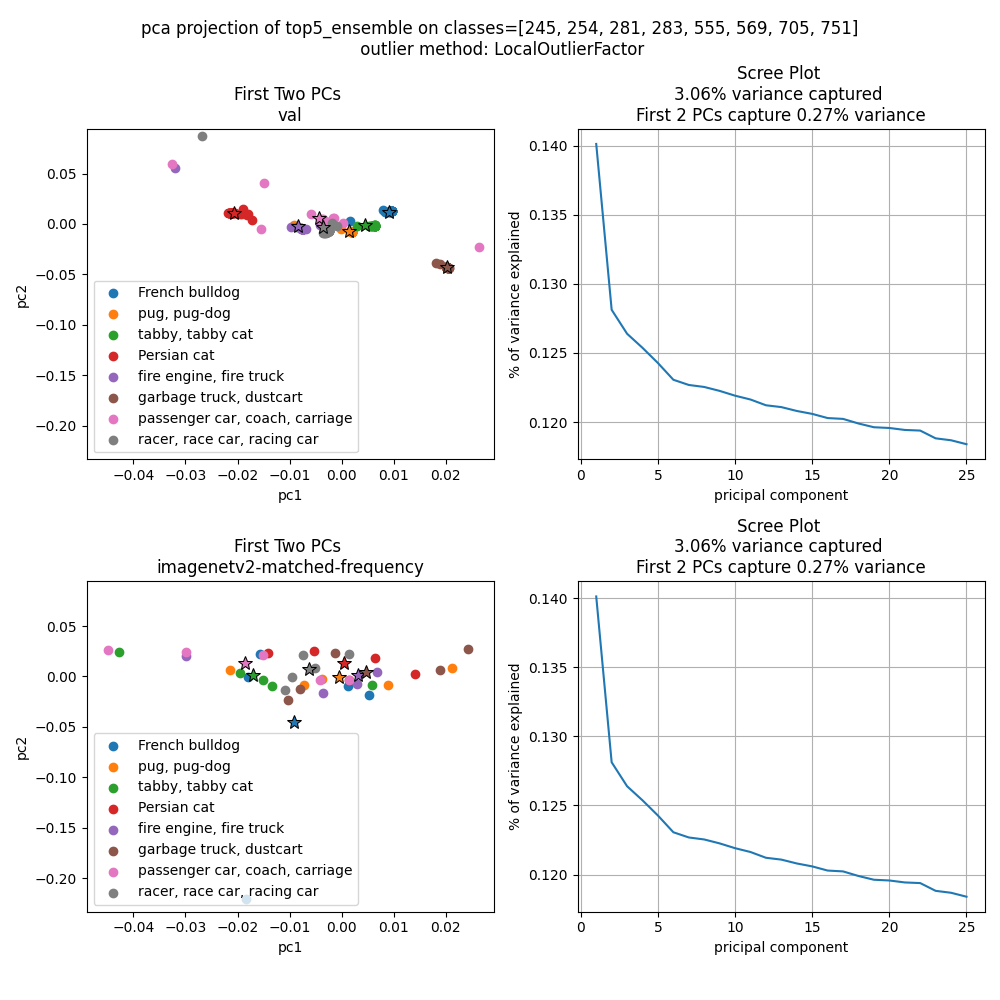 pca projection of top5_ensemble on classes=[245, 254, 281, 283, 555, 569, 705, 751]
outlier method: LocalOutlierFactor
First Two PCs
val
0.05
0.00
−0.05
−0.10
−0.15
−0.20
pc2
French bulldog
pug, pug-dog
tabby, tabby cat
Persian cat
fire engine, fire truck
garbage truck, dustcart
passenger car, coach, carriage
racer, race car, racing car
−0.04 −0.03 −0.02 −0.01 0.00 0.01 0.02
pc1
Scree Plot
3.06% variance captured
First 2 PCs capture 0.27% variance
0.140
0.135
0.130
0.125
0.120
% of variance explained
0 5 10 15 20 25
pricipal component
First Two PCs
imagenetv2-matched-frequency
0.05
0.00
−0.05
−0.10
−0.15
−0.20
pc2
French bulldog
pug, pug-dog
tabby, tabby cat
Persian cat
fire engine, fire truck
garbage truck, dustcart
passenger car, coach, carriage
racer, race car, racing car
−0.04 −0.03 −0.02 −0.01 0.00 0.01 0.02
pc1
Scree Plot
3.06% variance captured
First 2 PCs capture 0.27% variance
0.140
0.135
0.130
0.125
0.120
% of variance explained
0 5 10 15 20 25
pricipal component